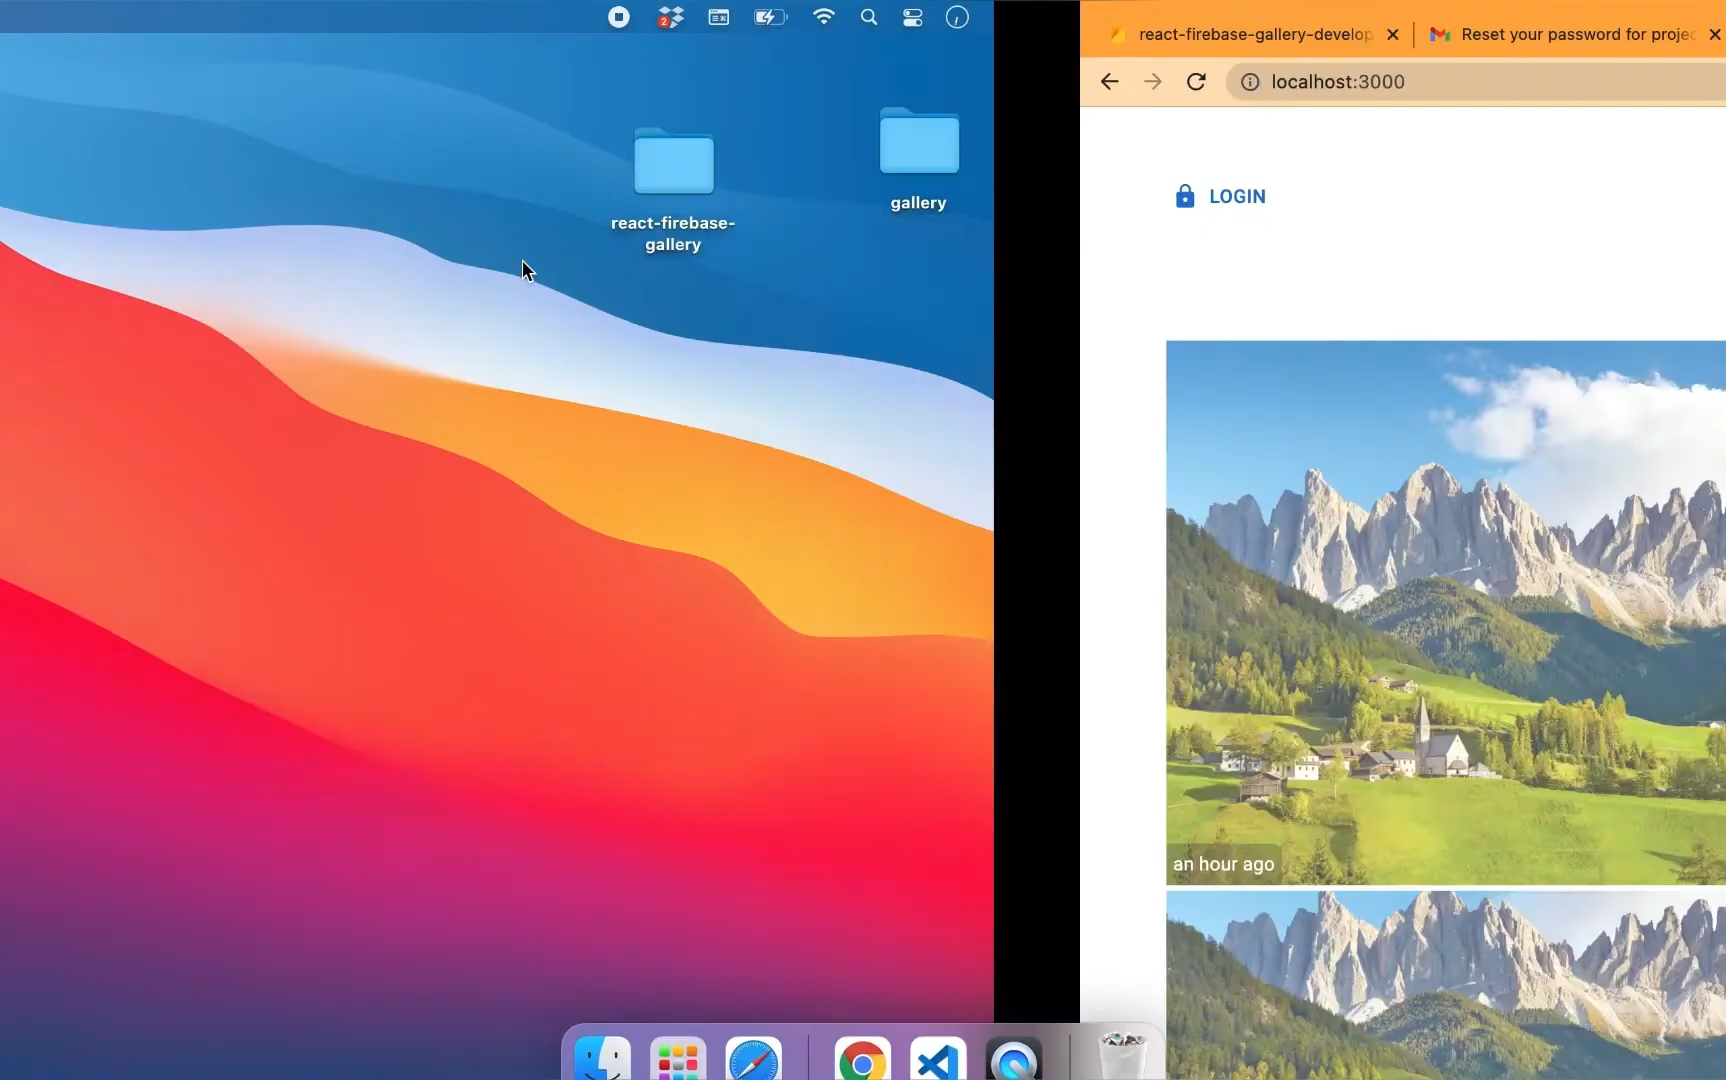 2
react-firebase-gallery-develop
Reset your password for projec
localhost:3000
gallery
react-firebase-
gallery
LOGIN
an hour ago